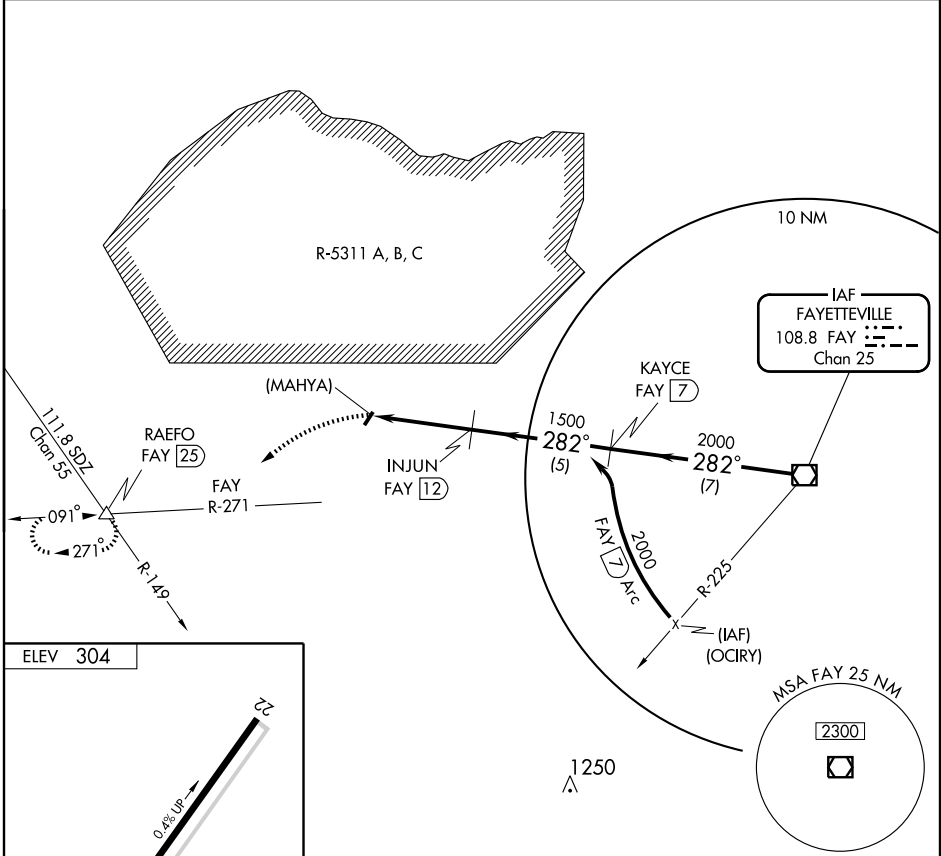 10 NM
R-5311 A, B, C
IAF
FAYETTEVILLE
108.8 FAY
Chan 25
KAYCE
FAY 7
(MAHYA)
1500
282°
(5)
2000
282°
(7)
111.8 SDZ
Chan 55
RAEFO
FAY 25
INJUN
FAY 12
FAY
R-271
091°
271°
R-149
2000
FAY 7 Arc
R-225
(IAF)
(OCIRY)
ELEV 304
22
0.4% UP
MSA FAY 25 NM
2300
1250
X